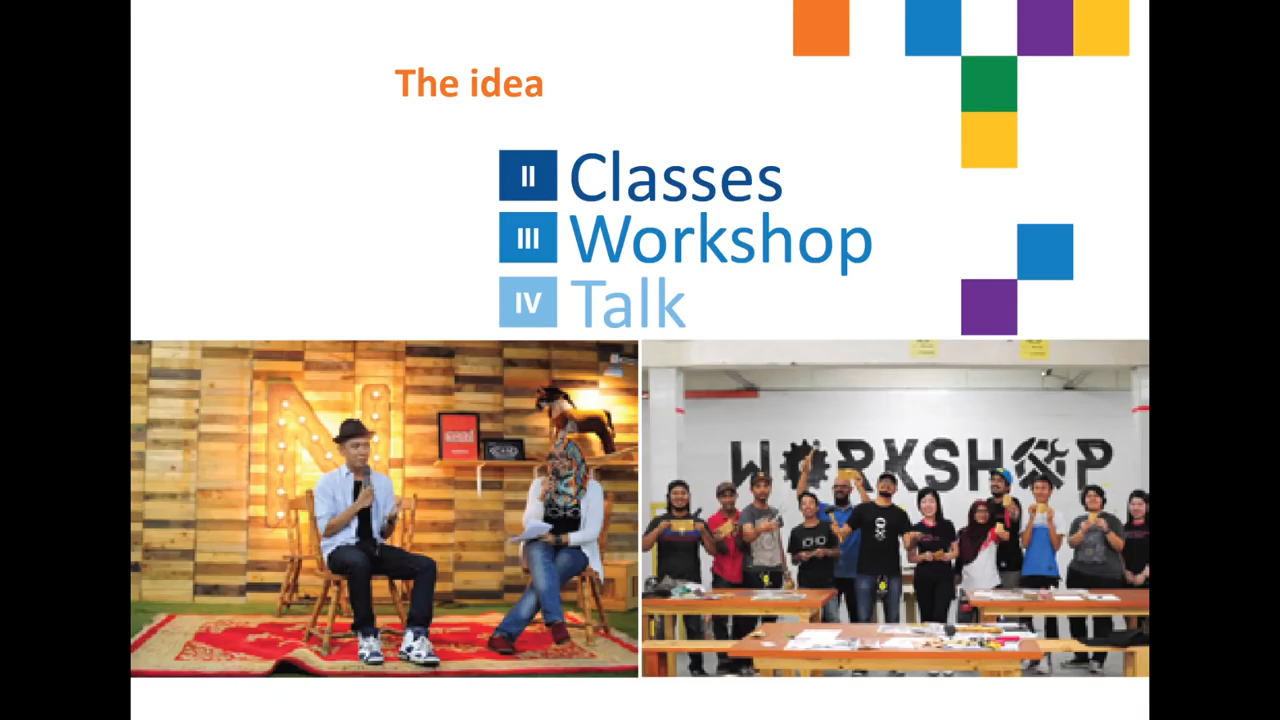 The idea
II Classes
III Workshop
IV Talk
N
WORKSHOP